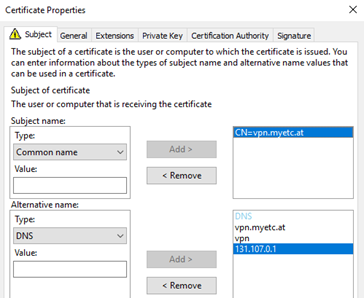 Certificate Properties
Subject General Extensions Private Key Certification Authority Signature
The subject of a certificate is the user or computer to which the certificate is issued. You
can enter information about the types of subject name and alternative name values that
can be used in a certificate.
Subject of certificate
The user or computer that is receiving the certificate
Subject name:
Type:
Common name
Value:
Add >
< Remove
CN=vpn.myetc.at
Alternative name:
Type:
DNS
Value:
Add >
< Remove
DNS
vpn.myetc.at
vpn
131.107.0.1